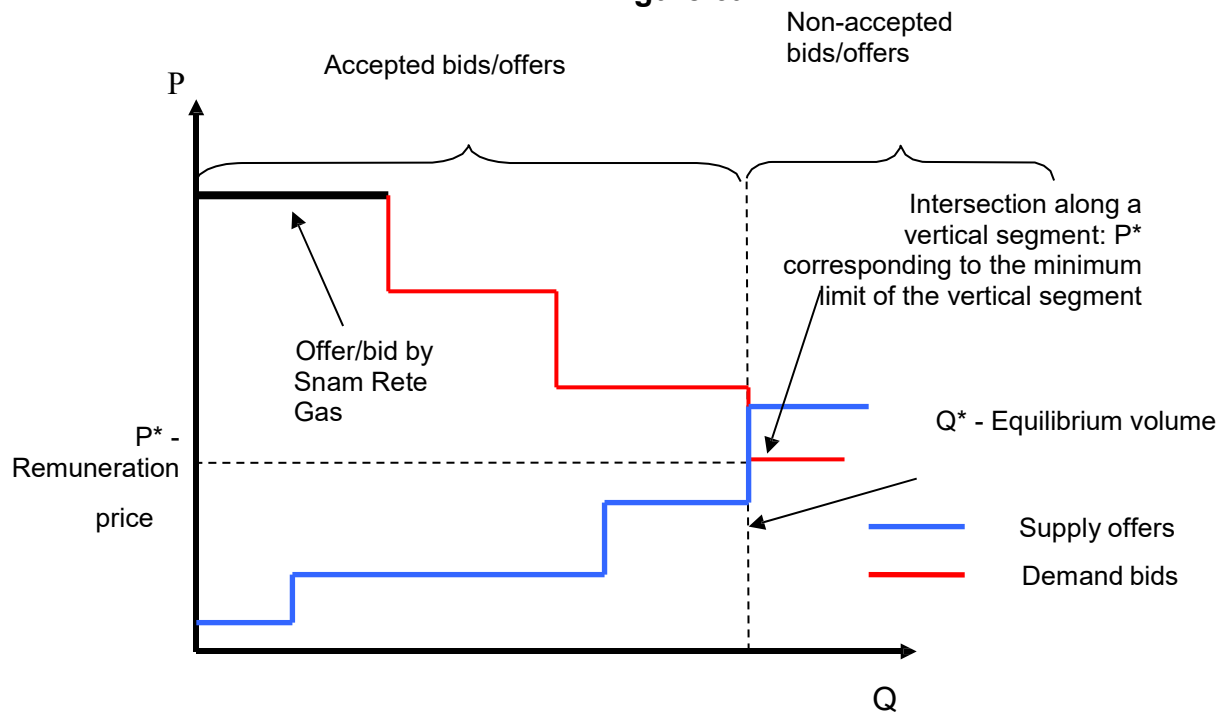 Non-accepted
bids/offers
Accepted bids/offers
P
Intersection along a
vertical segment: P*
corresponding to the minimum
limit of the vertical segment
Offer/bid by
Snam Rete
Gas
P* -
Remuneration
price
Q* - Equilibrium volume
Supply offers
Demand bids
Q